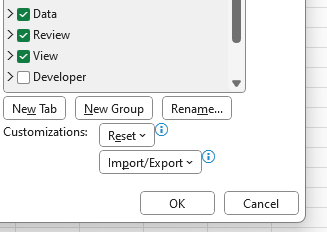 Data
Review
View
Developer
New Tab New Group Rename...
Customizations: Reset
Import/Export
OK Cancel